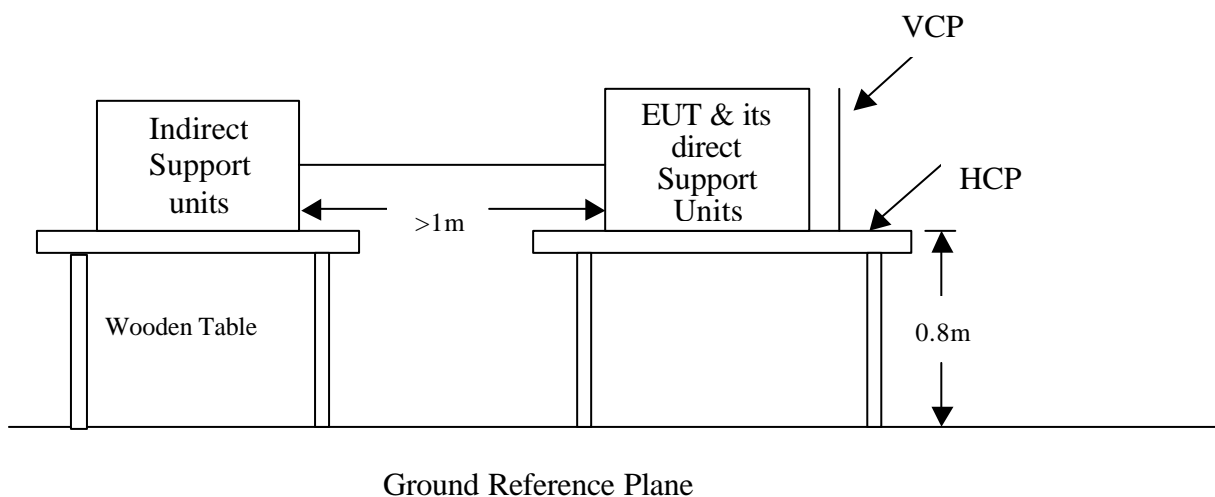 VCP
Indirect
Support
units
EUT & its
direct
Support
Units
HCP
>1m
Wooden Table
0.8m
Ground Reference Plane